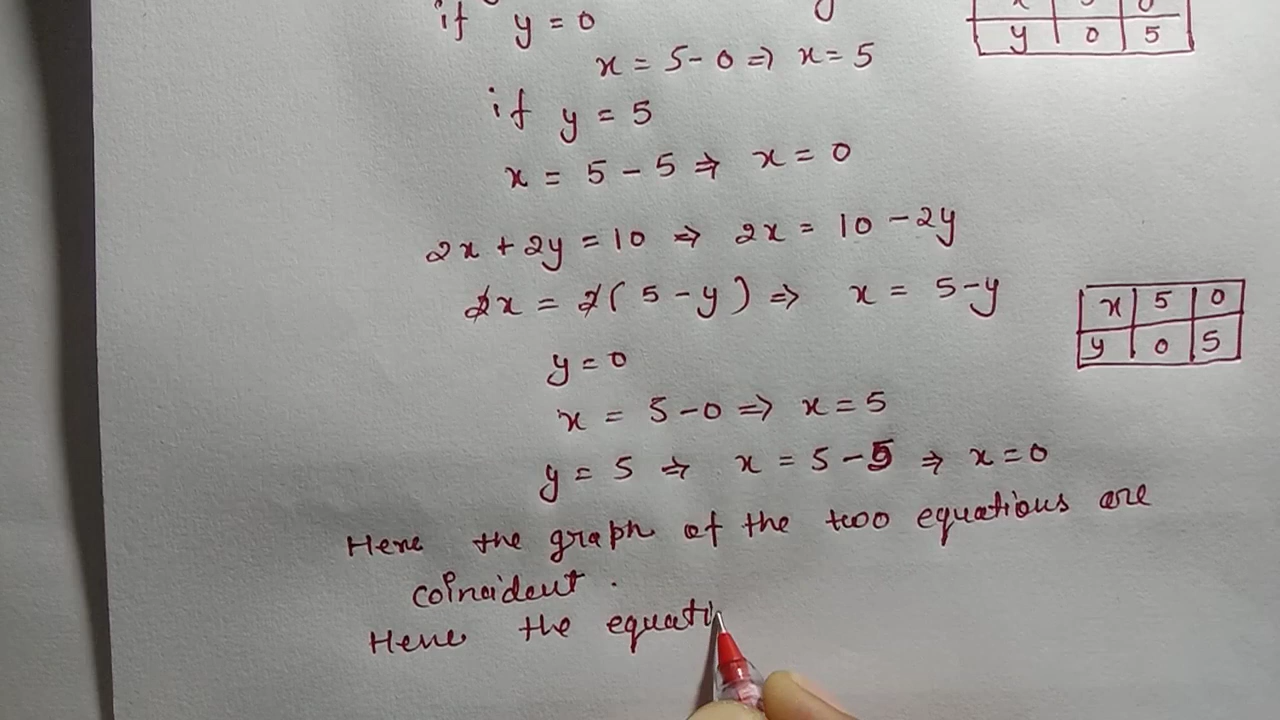 if y = 0
x = 5 - 0 ⇒ x = 5
y 0 5
if y = 5
x = 5 - 5 ⇒ x = 0
2x + 2y = 10 ⇒ 2x = 10 - 2y
2x = 2( 5 - y ) ⇒ x = 5 - y
x 5 0
y 0 5
y = 0
x = 5 - 0 ⇒ x = 5
y = 5 ⇒ x = 5 - 5 ⇒ x = 0
Here the graph of the two equations are
coincident .
Here the equati